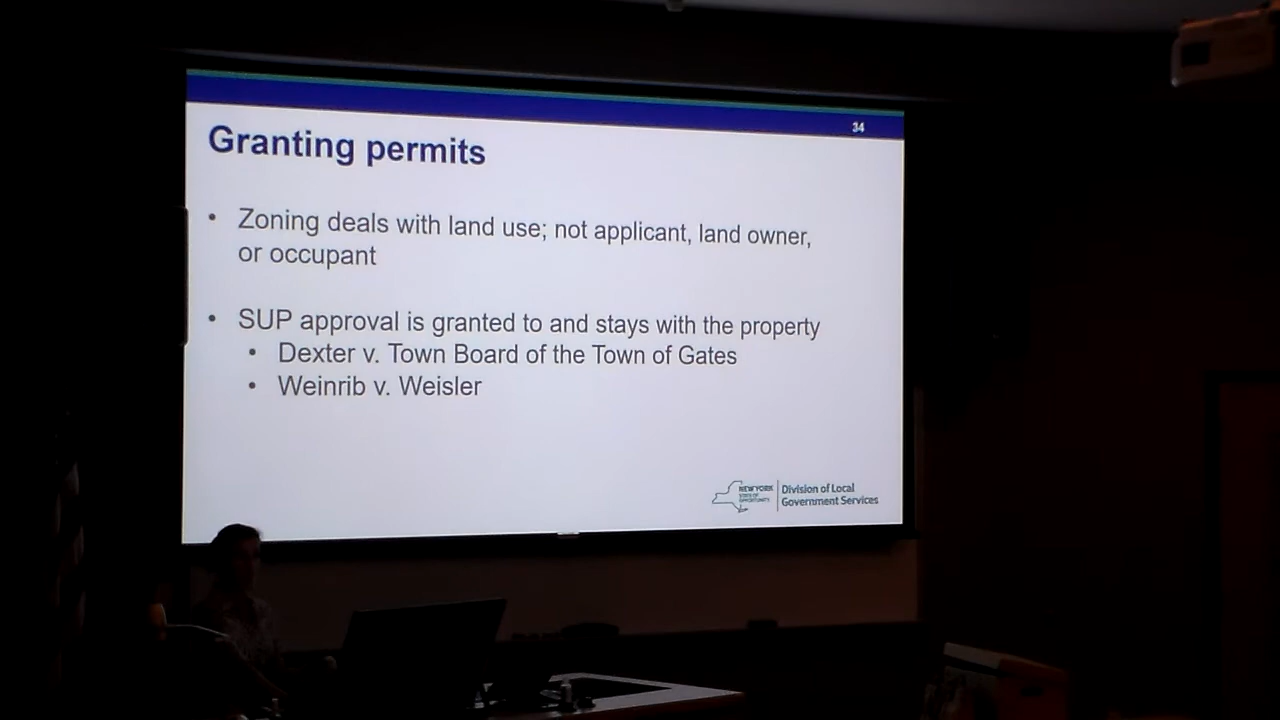 34
Granting permits
• Zoning deals with land use; not applicant, land owner,
or occupant
• SUP approval is granted to and stays with the property
• Dexter v. Town Board of the Town of Gates
• Weinrib v. Weisler
NEW YORK
STATE OF
OPPORTUNITY
Division of Local
Government Services